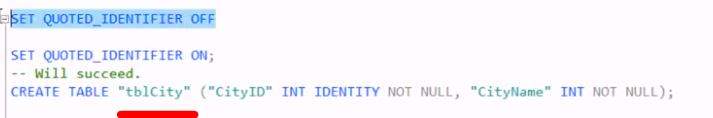 SET QUOTED_IDENTIFIER OFF
SET QUOTED_IDENTIFIER ON;
-- Will succeed.
CREATE TABLE "tblCity" ("CityID" INT IDENTITY NOT NULL, "CityName" INT NOT NULL);